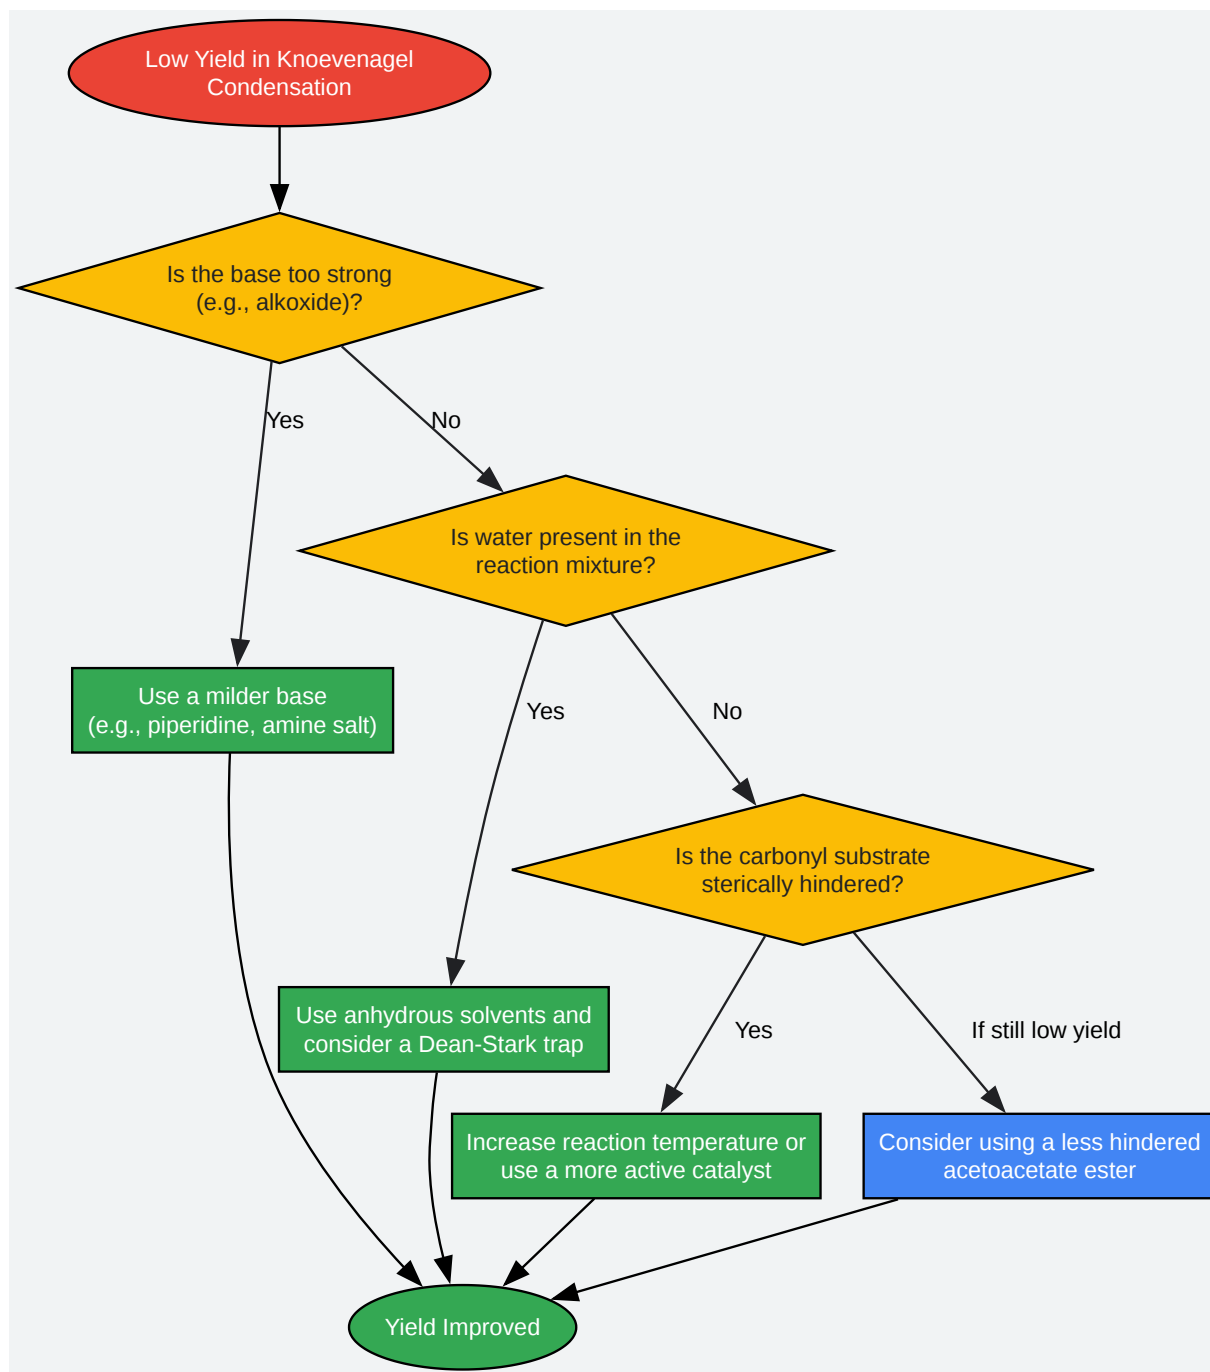 Low Yield in Knoevenagel
Condensation
Is the base too strong
(e.g., alkoxide)?
Yes
No
Is water present in the
reaction mixture?
Use a milder base
(e.g., piperidine, amine salt)
Yes
No
Is the carbonyl substrate
sterically hindered?
Use anhydrous solvents and
consider a Dean-Stark trap
Yes
If still low yield
Increase reaction temperature or
use a more active catalyst
Consider using a less hindered
acetoacetate ester
Yield Improved